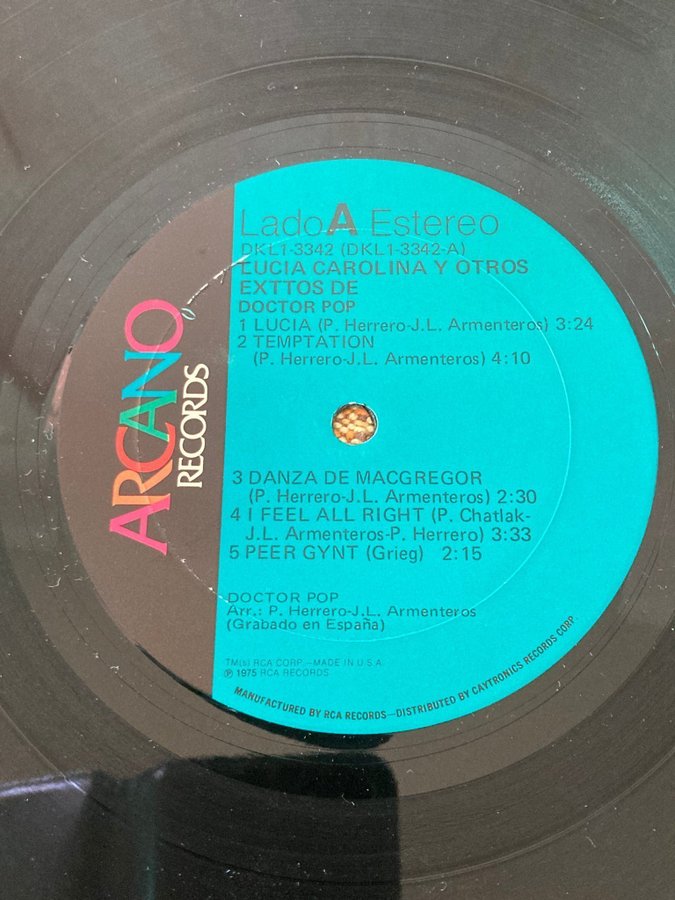 Lado A Estereo
DKL1-3342 (DKL1-3342-A)
LUCIA CAROLINA Y OTROS
EXTTOS DE
DOCTOR POP
1 LUCIA (P. Herrero-J.L. Armenteros) 3:24
2 TEMPTATION
(P. Herrero-J.L. Armenteros) 4:10
ARCANO
RECORDS
3 DANZA DE MACGREGOR
(P. Herrero-J.L. Armenteros) 2:30
4 I FEEL ALL RIGHT (P. Chatlak-
J.L. Armenteros-P. Herrero) 3:33
5 PEER GYNT (Grieg) 2:15
DOCTOR POP
Arr.: P. Herrero-J.L. Armenteros
(Grabado en España)
TM(s) RCA CORP.—MADE IN U.S.A.
℗ 1975 RCA RECORDS
MANUFACTURED BY RCA RECORDS—DISTRIBUTED BY CAYTRONICS RECORDS CORP.